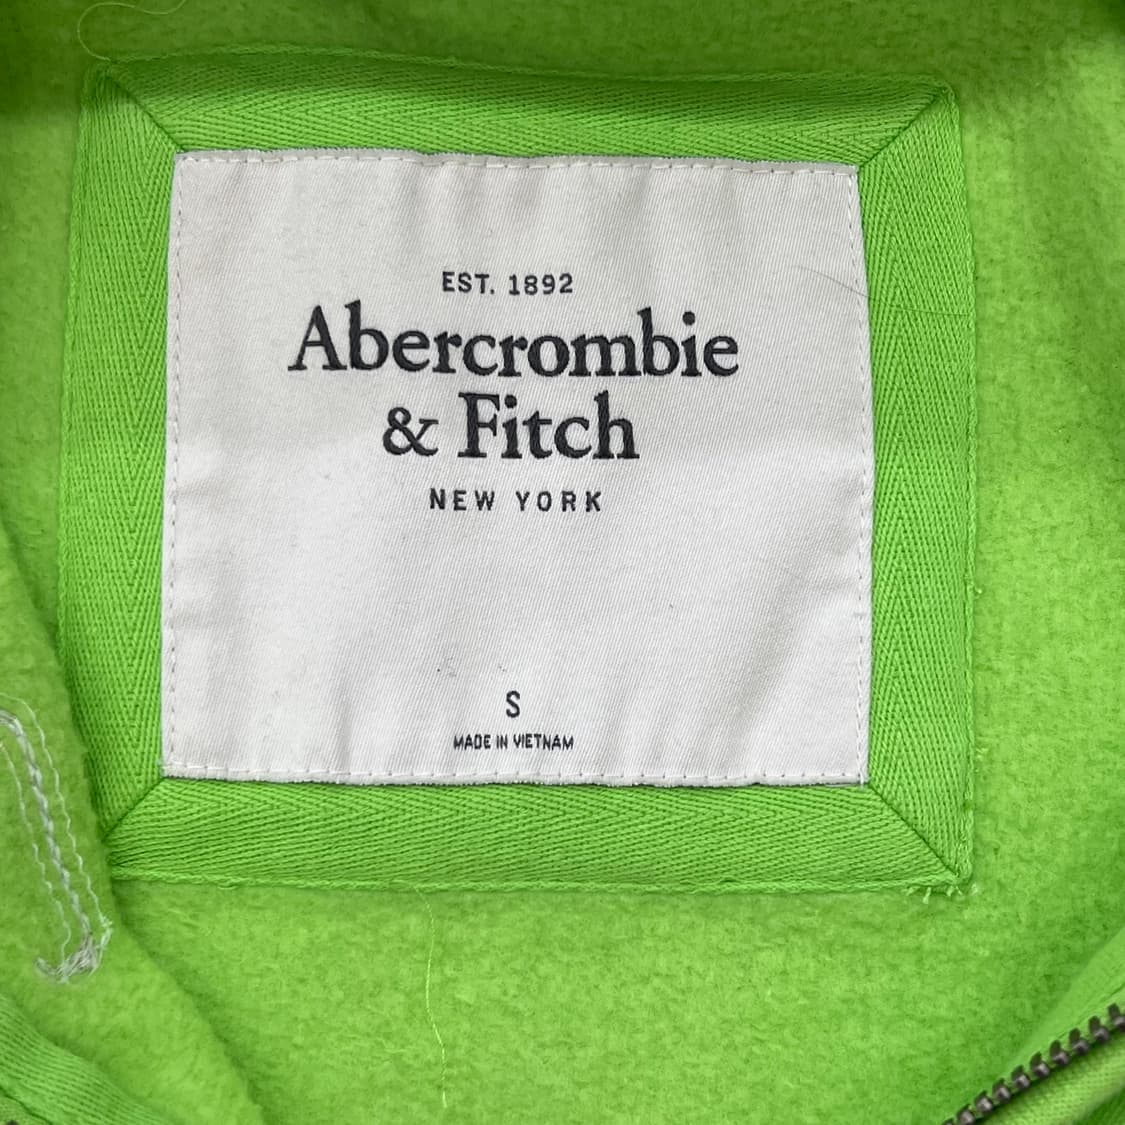 EST. 1892
Abercrombie
& Fitch
NEW YORK
S
MADE IN VIETNAM